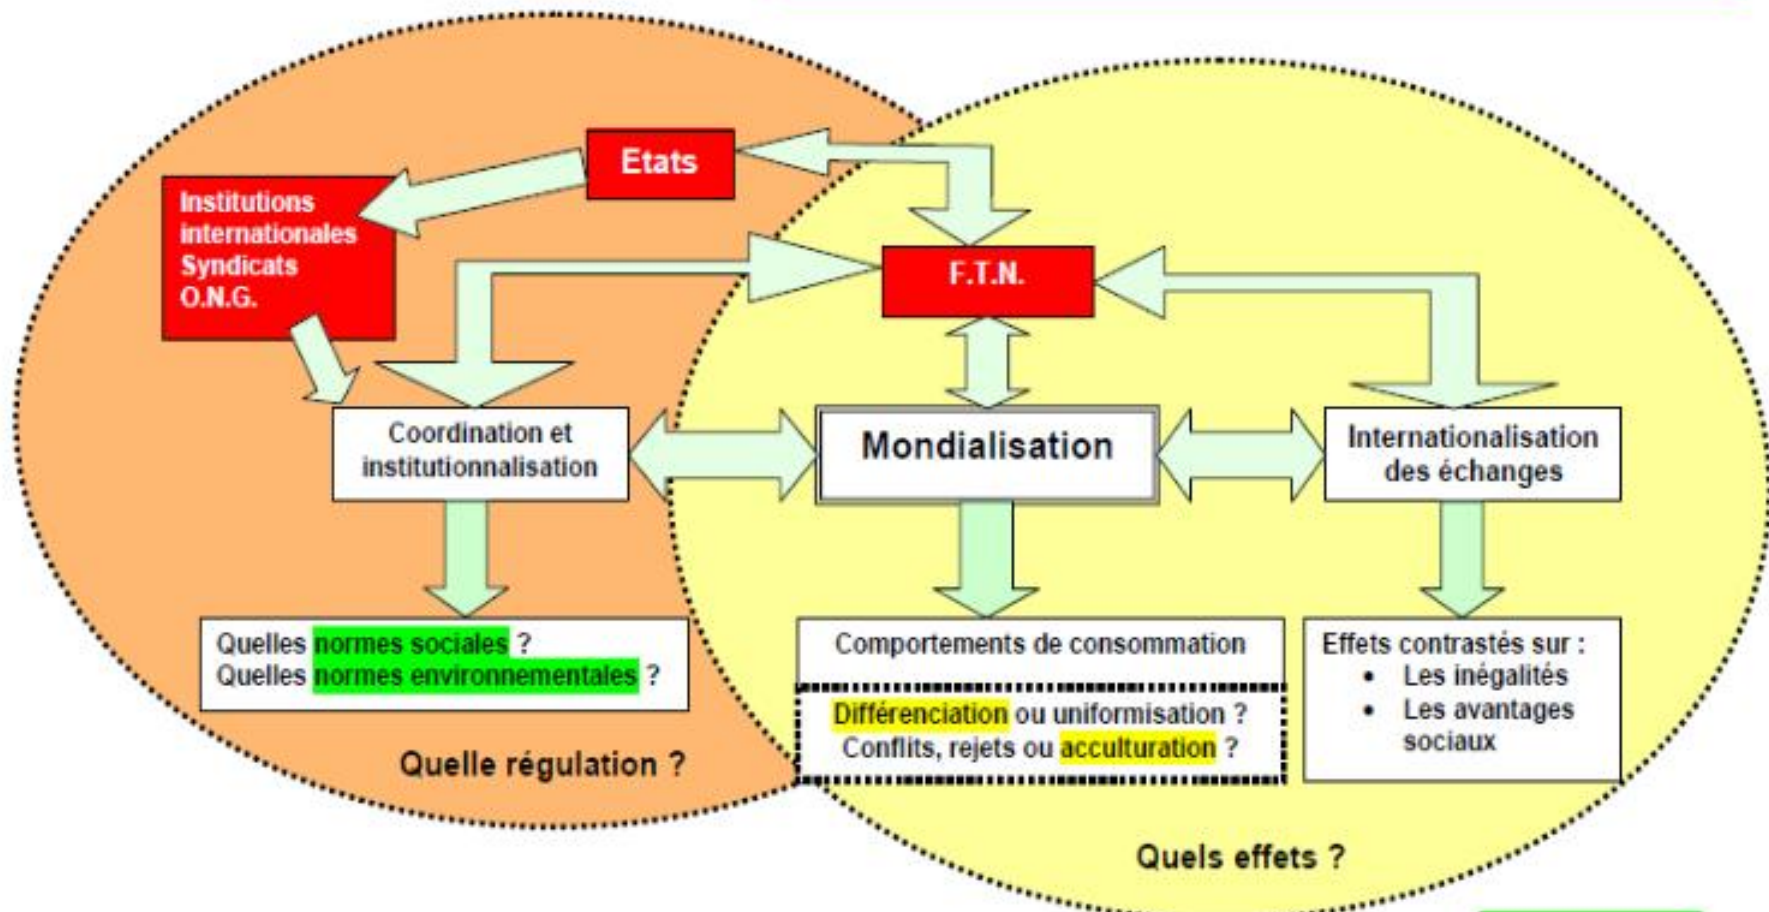 Etats
Institutions
internationales
Syndicats
O.N.G.
F.T.N.
Coordination et
institutionnalisation
Mondialisation
Internationalisation
des échanges
Quelles normes sociales ?
Quelles normes environnementales ?
Comportements de consommation
Différenciation ou uniformisation ?
Conflits, rejets ou acculturation ?
Effets contrastés sur :
• Les inégalités
• Les avantages
sociaux
Quelle régulation ?
Quels effets ?